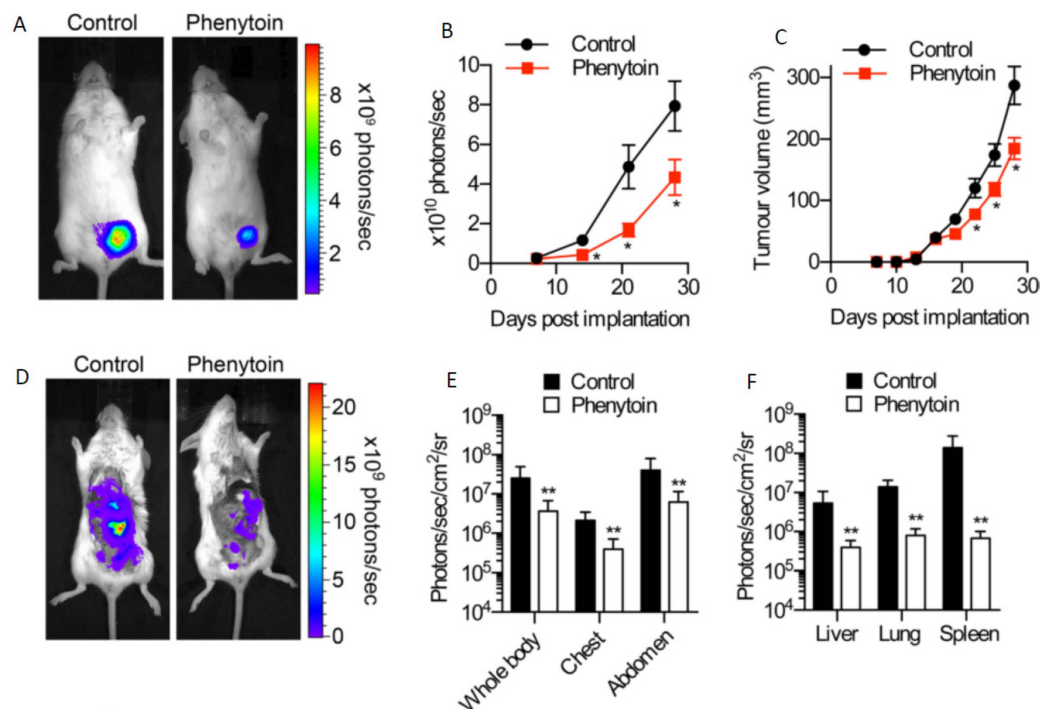 A
Control Phenytoin
8
6
4
2
x10⁹ photons/sec
B
Control
Phenytoin
10
8
6
4
2
0
x10¹⁰ photons/sec
*
*
*
0 10 20 30
Days post implantation
C
Control
Phenytoin
300
200
100
0
Tumour volume (mm³)
*
*
*
0 10 20 30
Days post implantation
D
Control Phenytoin
20
15
10
5
0
x10⁹ photons/sec
E
Control
Phenytoin
10⁹
10⁸
10⁷
10⁶
10⁵
10⁴
Photons/sec/cm²/sr
**
**
**
Whole body
Chest
Abdomen
F
Control
Phenytoin
10⁹
10⁸
10⁷
10⁶
10⁵
10⁴
Photons/sec/cm²/sr
** ** **
Liver Lung Spleen